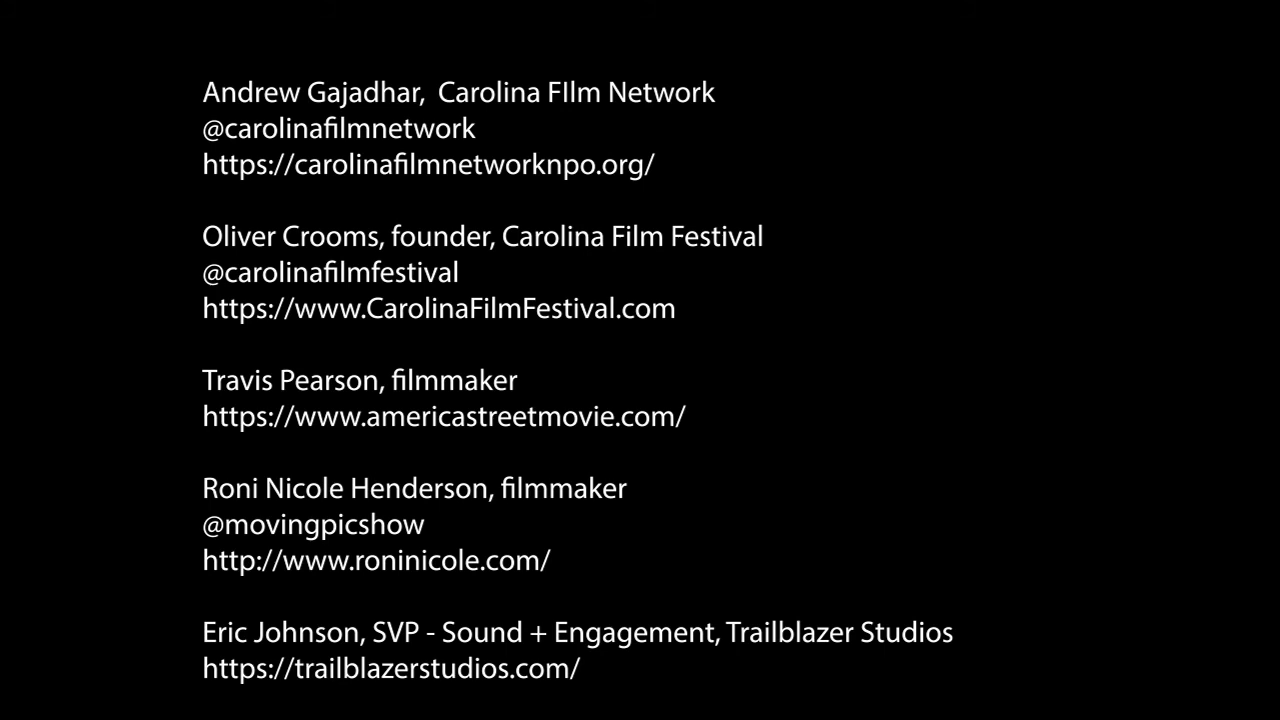 Andrew Gajadhar,  Carolina FIlm Network
@carolinafilmnetwork
https://carolinafilmnetworknpo.org/
Oliver Crooms, founder, Carolina Film Festival
@carolinafilmfestival
https://www.CarolinaFilmFestival.com
Travis Pearson, filmmaker
https://www.americastreetmovie.com/
Roni Nicole Henderson, filmmaker
@movingpicshow
http://www.roninicole.com/
Eric Johnson, SVP - Sound + Engagement, Trailblazer Studios
https://trailblazerstudios.com/